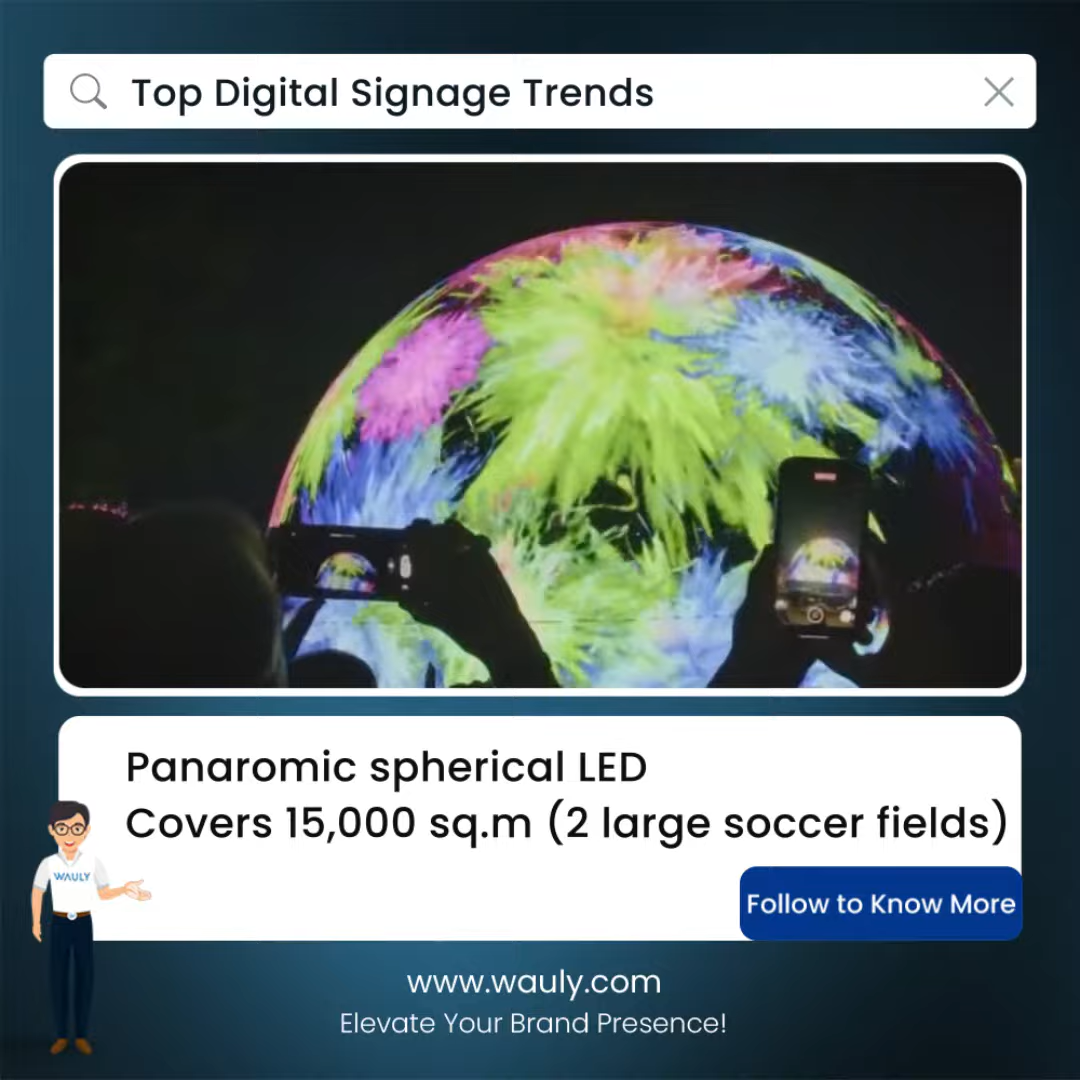 Top Digital Signage Trends
Panaromic spherical LED
Covers 15,000 sq.m (2 large soccer fields)
WAULY
Follow to Know More
www.wauly.com
Elevate Your Brand Presence!